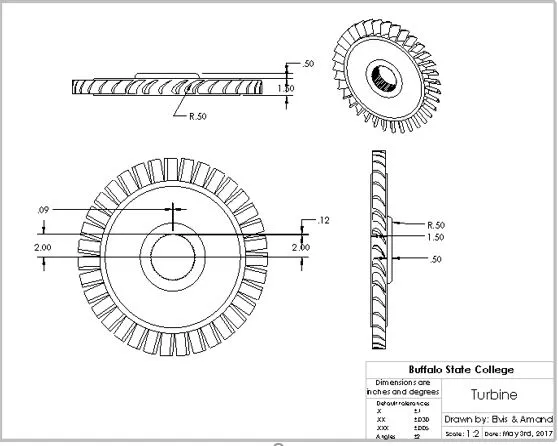 .50
1.50
R.50
.09
.12
2.00
2.00
R.50
1.50
.50
Buffalo State College
Dimensions are
inches and degrees
Turbine
Default tolerances
X ±.1
XX ±.030
XXX ±.005
Angles ±2
Drawn by: Elvis & Amand
Scale: 1:2 Date: May 3rd, 2017